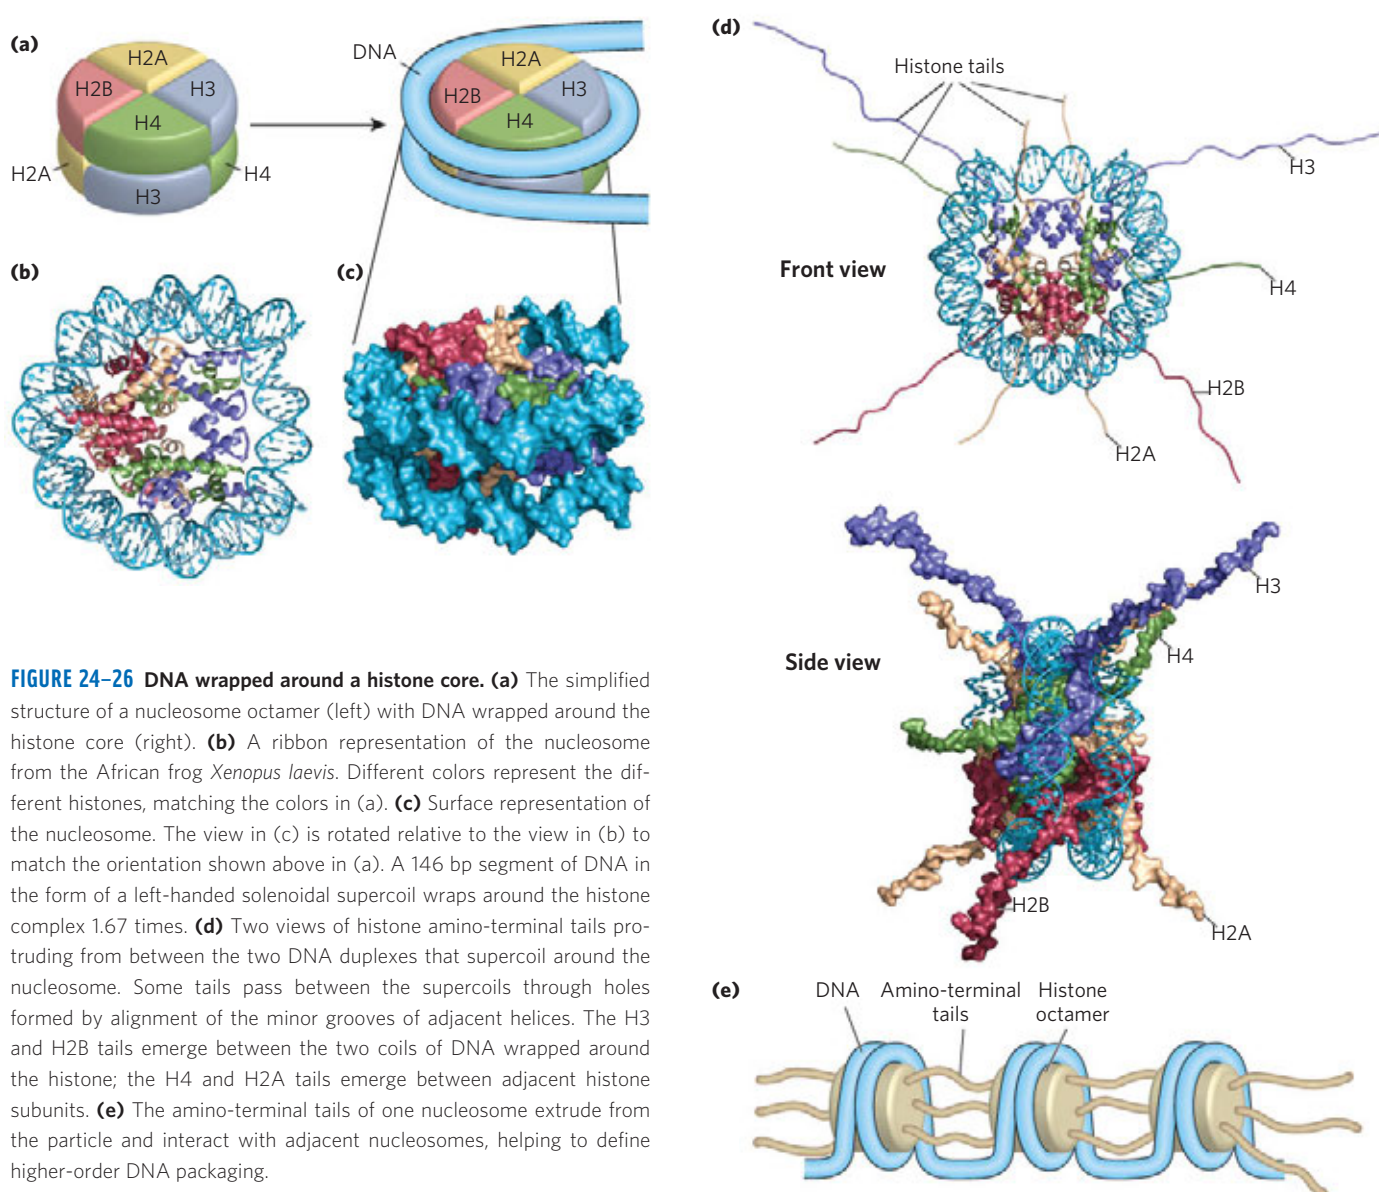 (a)
H2A
H2B
H3
H4
H2A
H4
H3
DNA
H2A
H2B
H3
H4
(b)
(c)
FIGURE 24–26 DNA wrapped around a histone core. (a) The simplified
structure of a nucleosome octamer (left) with DNA wrapped around the
histone core (right). (b) A ribbon representation of the nucleosome
from the African frog Xenopus laevis. Different colors represent the dif-
ferent histones, matching the colors in (a). (c) Surface representation of
the nucleosome. The view in (c) is rotated relative to the view in (b) to
match the orientation shown above in (a). A 146 bp segment of DNA in
the form of a left-handed solenoidal supercoil wraps around the histone
complex 1.67 times. (d) Two views of histone amino-terminal tails pro-
truding from between the two DNA duplexes that supercoil around the
nucleosome. Some tails pass between the supercoils through holes
formed by alignment of the minor grooves of adjacent helices. The H3
and H2B tails emerge between the two coils of DNA wrapped around
the histone; the H4 and H2A tails emerge between adjacent histone
subunits. (e) The amino-terminal tails of one nucleosome extrude from
the particle and interact with adjacent nucleosomes, helping to define
higher-order DNA packaging.
(d)
Histone tails
H3
Front view
H4
H2B
H2A
H3
Side view
H4
H2B
H2A
(e)
DNA
Amino-terminal
tails
Histone
octamer